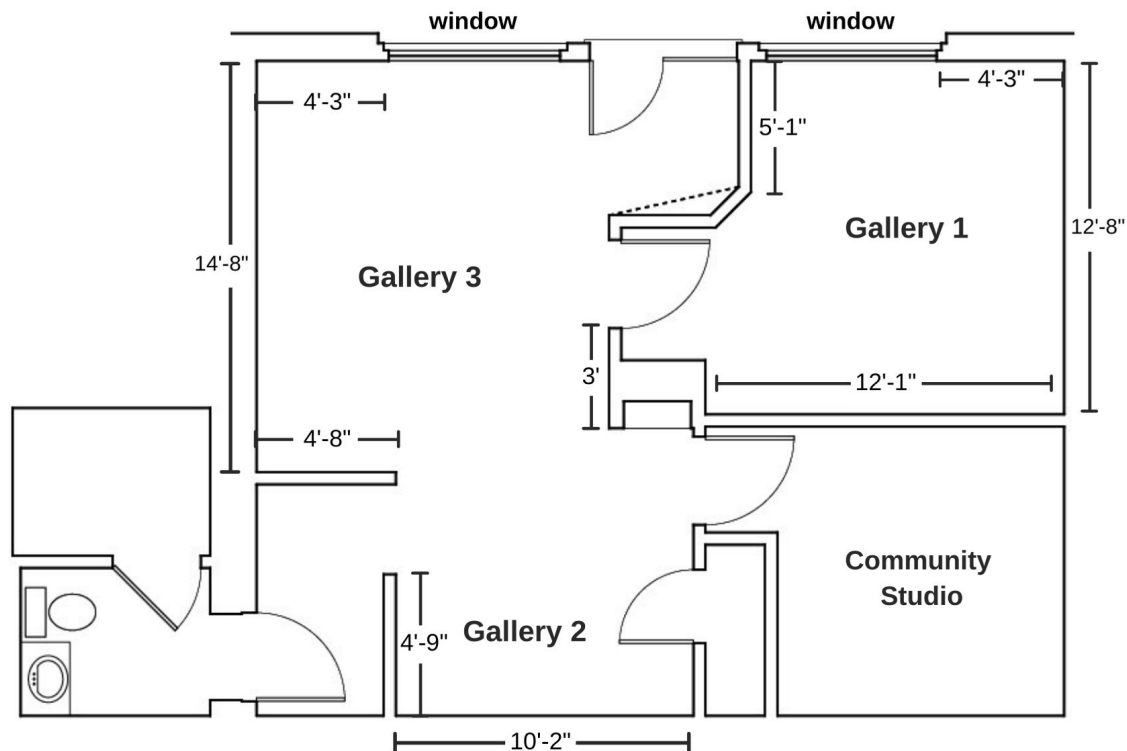 window
window
4'-3"
4'-3"
5'-1"
Gallery 1
12'-8"
14'-8"
Gallery 3
3'
12'-1"
4'-8"
Community
Studio
Gallery 2
4'-9"
10'-2"